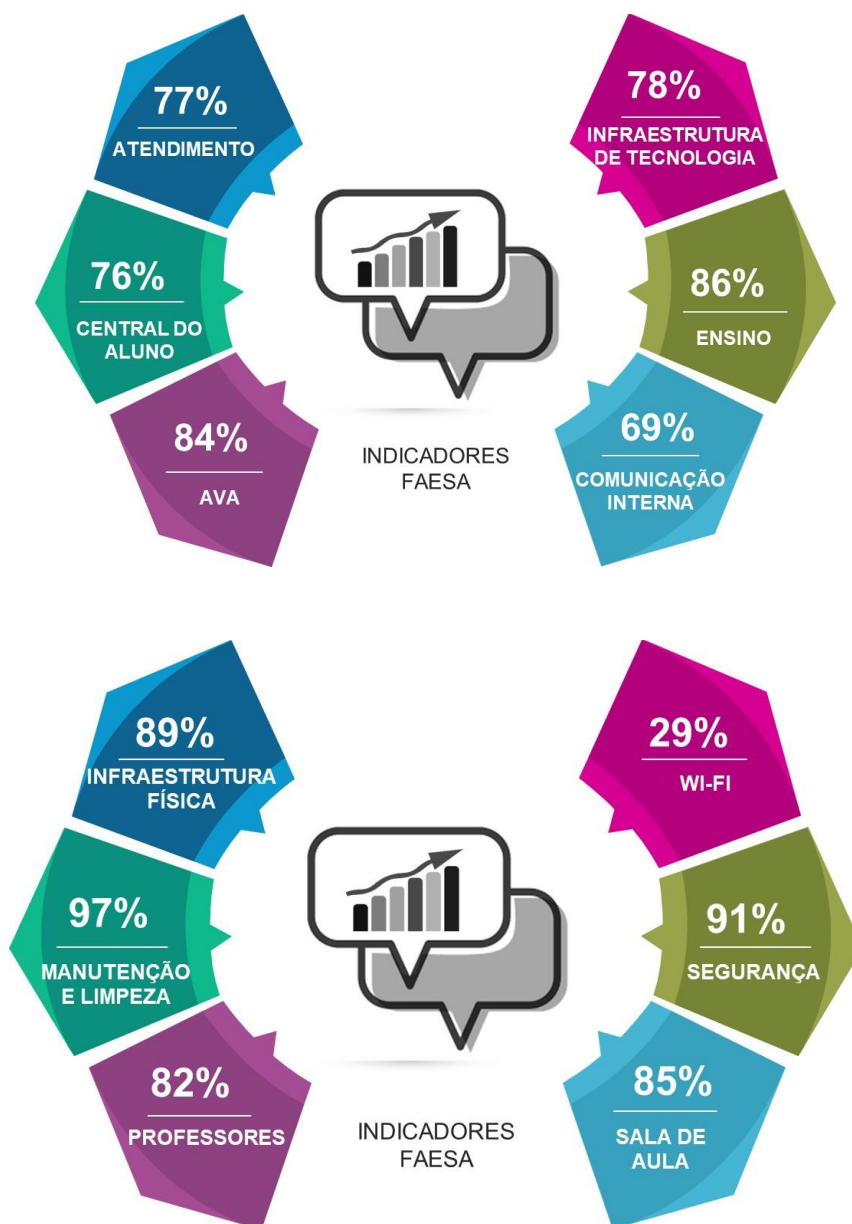 77%
ATENDIMENTO
76%
CENTRAL DO
ALUNO
84%
AVA
78%
INFRAESTRUTURA
DE TECNOLOGIA
86%
ENSINO
69%
COMUNICAÇÃO
INTERNA
INDICADORES
FAESA
89%
INFRAESTRUTURA
FÍSICA
97%
MANUTENÇÃO
E LIMPEZA
82%
PROFESSORES
29%
WI-FI
91%
SEGURANÇA
85%
SALA DE
AULA
INDICADORES
FAESA